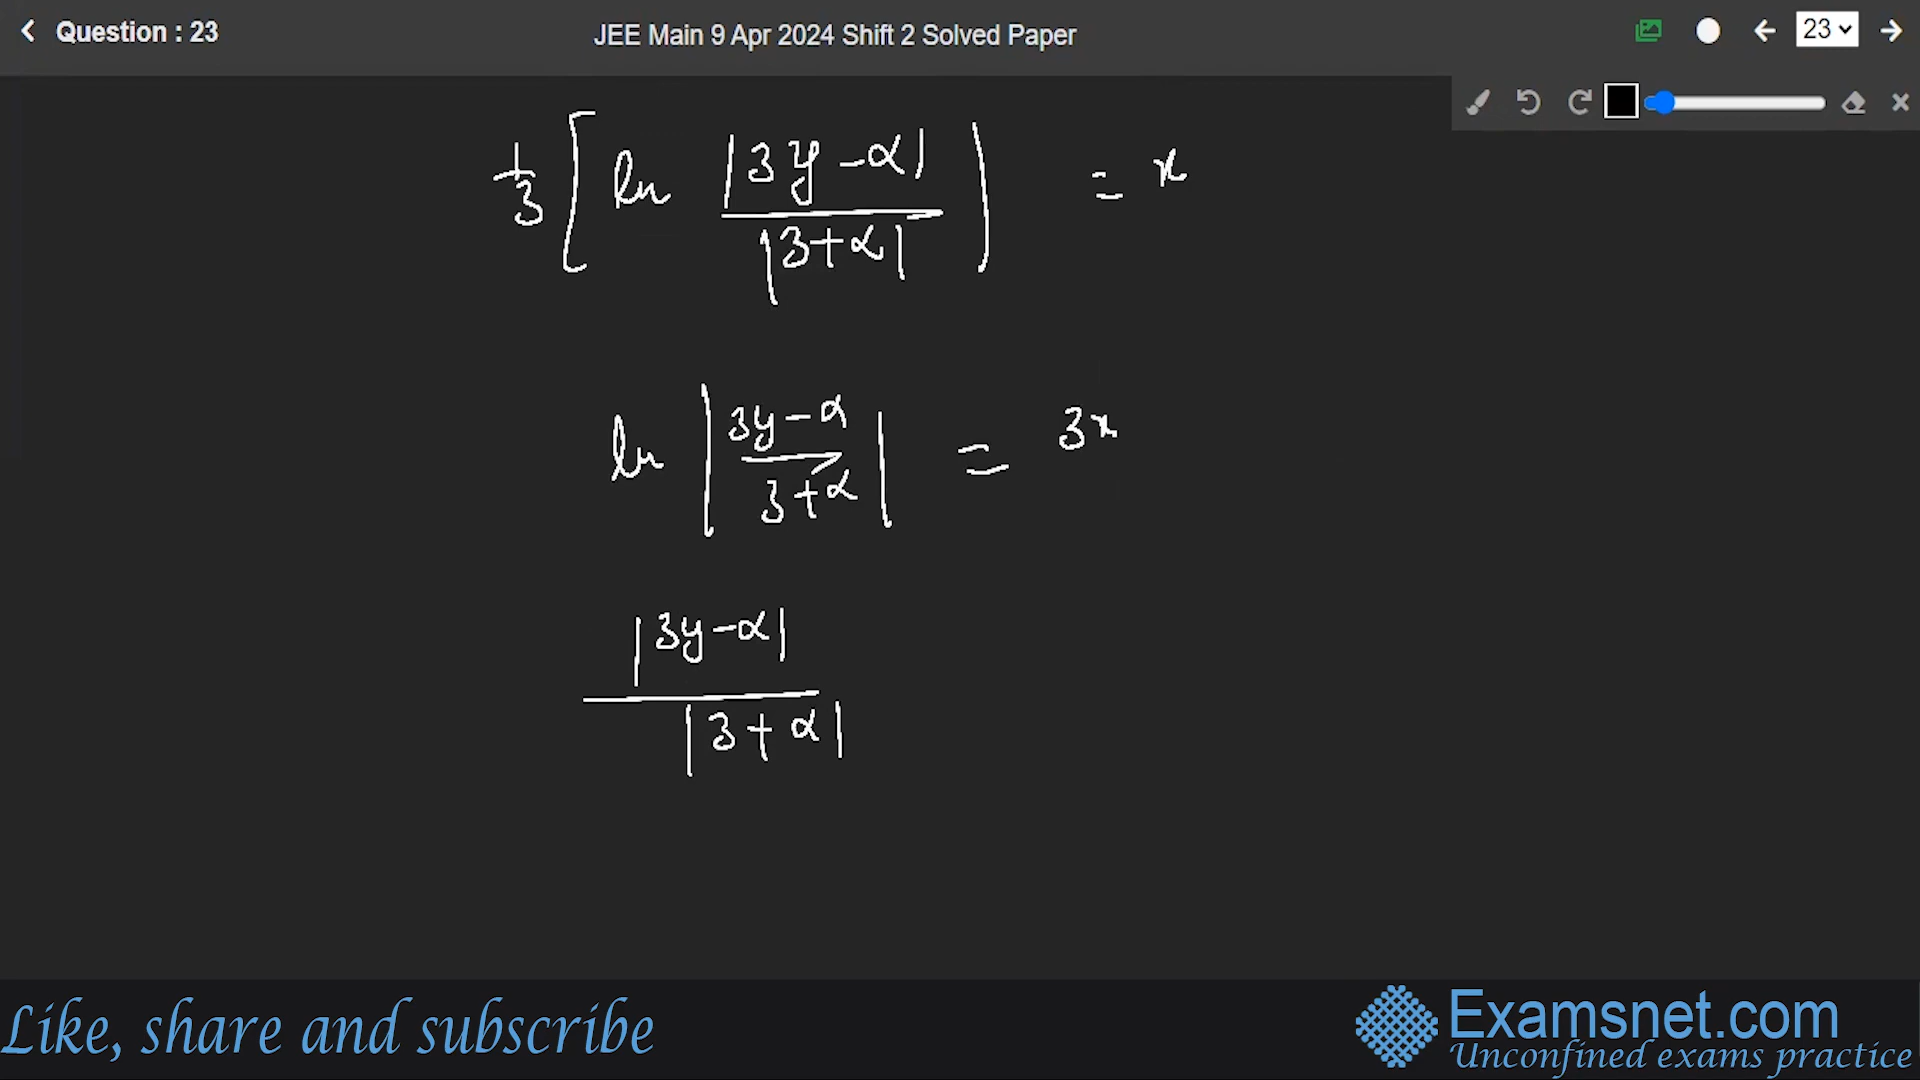 Question : 23
JEE Main 9 Apr 2024 Shift 2 Solved Paper
23
1/3 [ ln |3y-α| / |3+α| ] = x
ln | 3y-α / 3+α | = 3x
|3y-α|
|3+α|
Like, share and subscribe
Examsnet.com
Unconfined exams practice